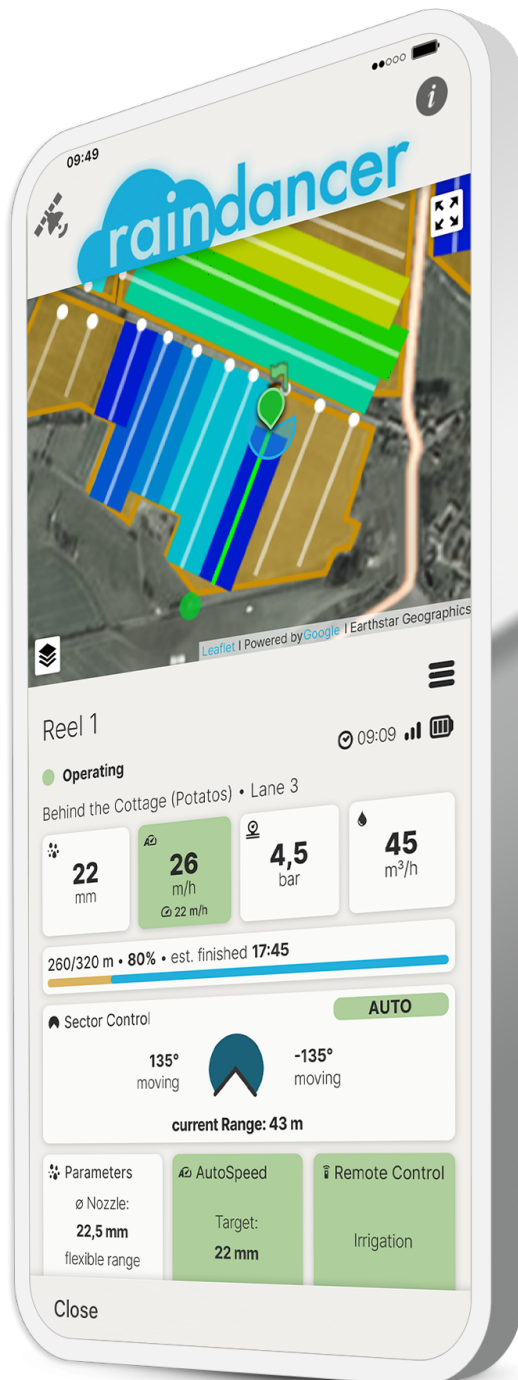 09:49
i
raindancer
Leaflet | Powered by Google | Earthstar Geographics
Reel 1
09:09
Operating
Behind the Cottage (Potatos) • Lane 3
22
mm
26
m/h
22 m/h
4,5
bar
45
m³/h
260/320 m • 80% • est. finished 17:45
Sector Control
AUTO
135°
moving
-135°
moving
current Range: 43 m
Parameters
ø Nozzle:
22,5 mm
flexible range
AutoSpeed
Target:
22 mm
Remote Control
Irrigation
Close